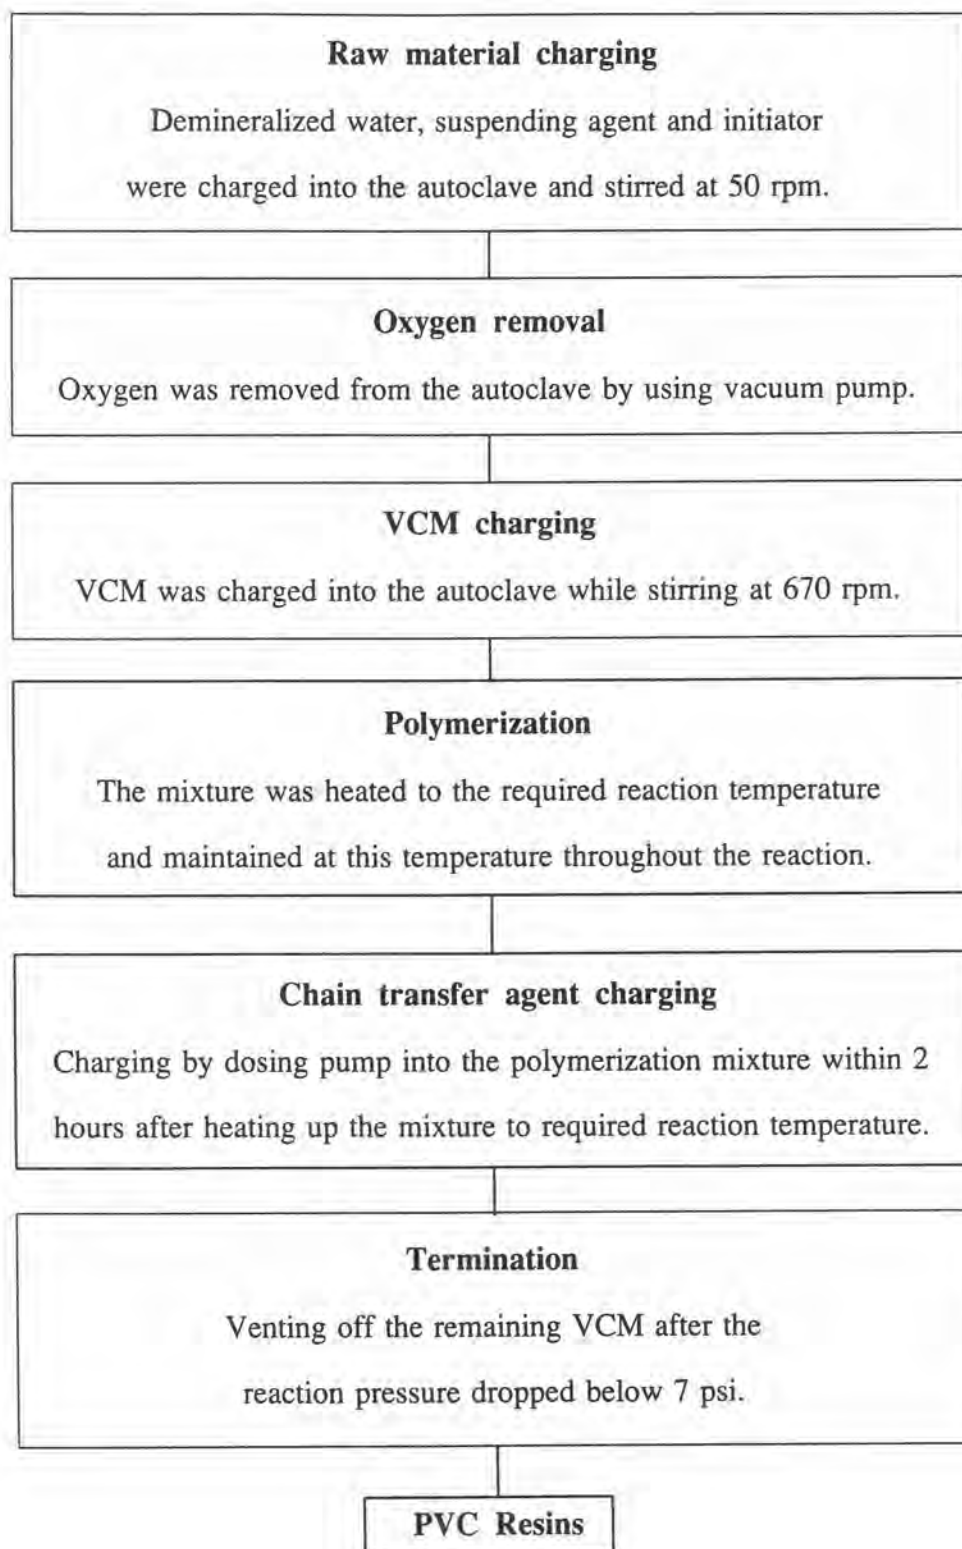 Raw material charging
Demineralized water, suspending agent and initiator
were charged into the autoclave and stirred at 50 rpm.
Oxygen removal
Oxygen was removed from the autoclave by using vacuum pump.
VCM charging
VCM was charged into the autoclave while stirring at 670 rpm.
Polymerization
The mixture was heated to the required reaction temperature
and maintained at this temperature throughout the reaction.
Chain transfer agent charging
Charging by dosing pump into the polymerization mixture within 2
hours after heating up the mixture to required reaction temperature.
Termination
Venting off the remaining VCM after the
reaction pressure dropped below 7 psi.
PVC Resins